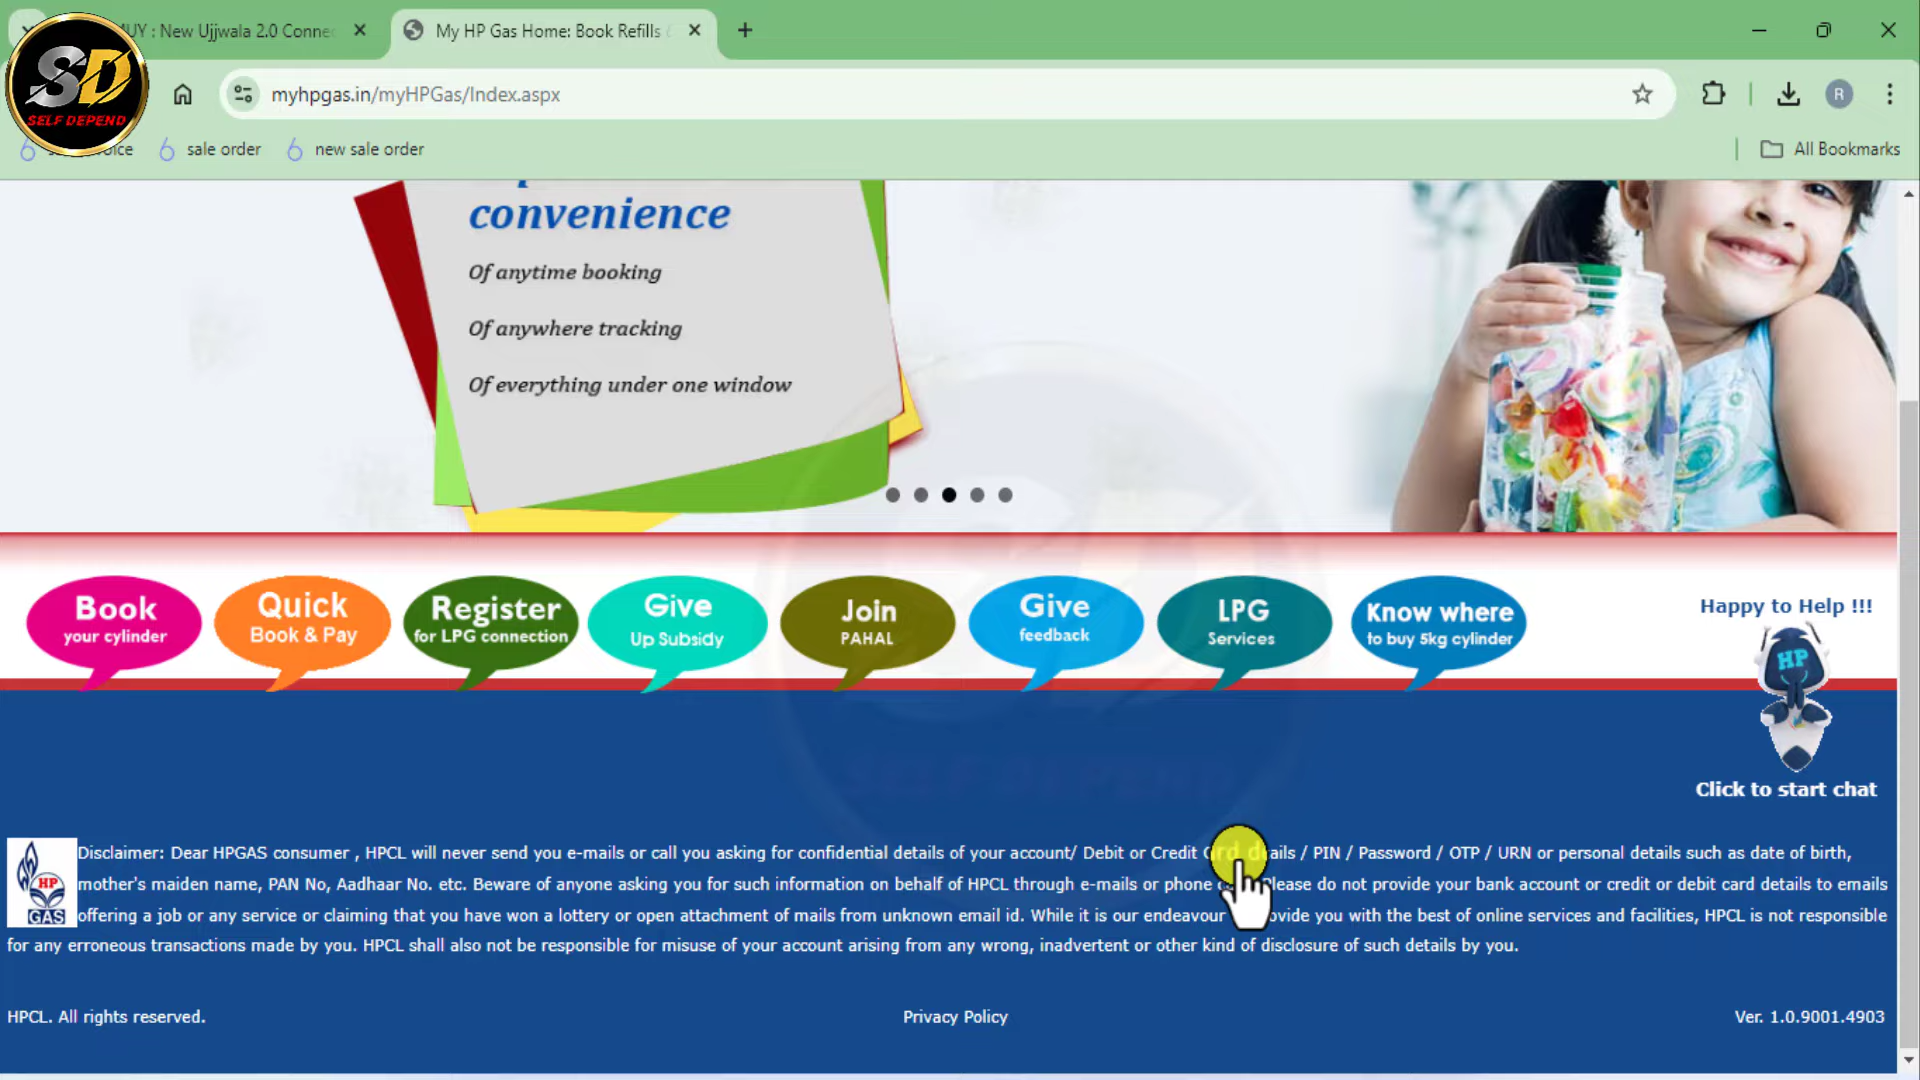 UY : New Ujjwala 2.0 Conne
My HP Gas Home: Book Refills
SD
SELF DEPEND
myhpgas.in/myHPGas/Index.aspx
R
sale order
new sale order
All Bookmarks
convenience
Of anytime booking
Of anywhere tracking
Of everything under one window
Book
your cylinder
Quick
Book & Pay
Register
for LPG connection
Give
Up Subsidy
Join
PAHAL
Give
feedback
LPG
Services
Know where
to buy 5kg cylinder
Happy to Help !!!
HP
Click to start chat
HP
GAS
Disclaimer: Dear HPGAS consumer , HPCL will never send you e-mails or call you asking for confidential details of your account/ Debit or Credit Card details / PIN / Password / OTP / URN or personal details such as date of birth,
mother's maiden name, PAN No, Aadhaar No. etc. Beware of anyone asking you for such information on behalf of HPCL through e-mails or phone please do not provide your bank account or credit or debit card details to emails
offering a job or any service or claiming that you have won a lottery or open attachment of mails from unknown email id. While it is our endeavour provide you with the best of online services and facilities, HPCL is not responsible
for any erroneous transactions made by you. HPCL shall also not be responsible for misuse of your account arising from any wrong, inadvertent or other kind of disclosure of such details by you.
HPCL. All rights reserved.
Privacy Policy
Ver. 1.0.9001.4903